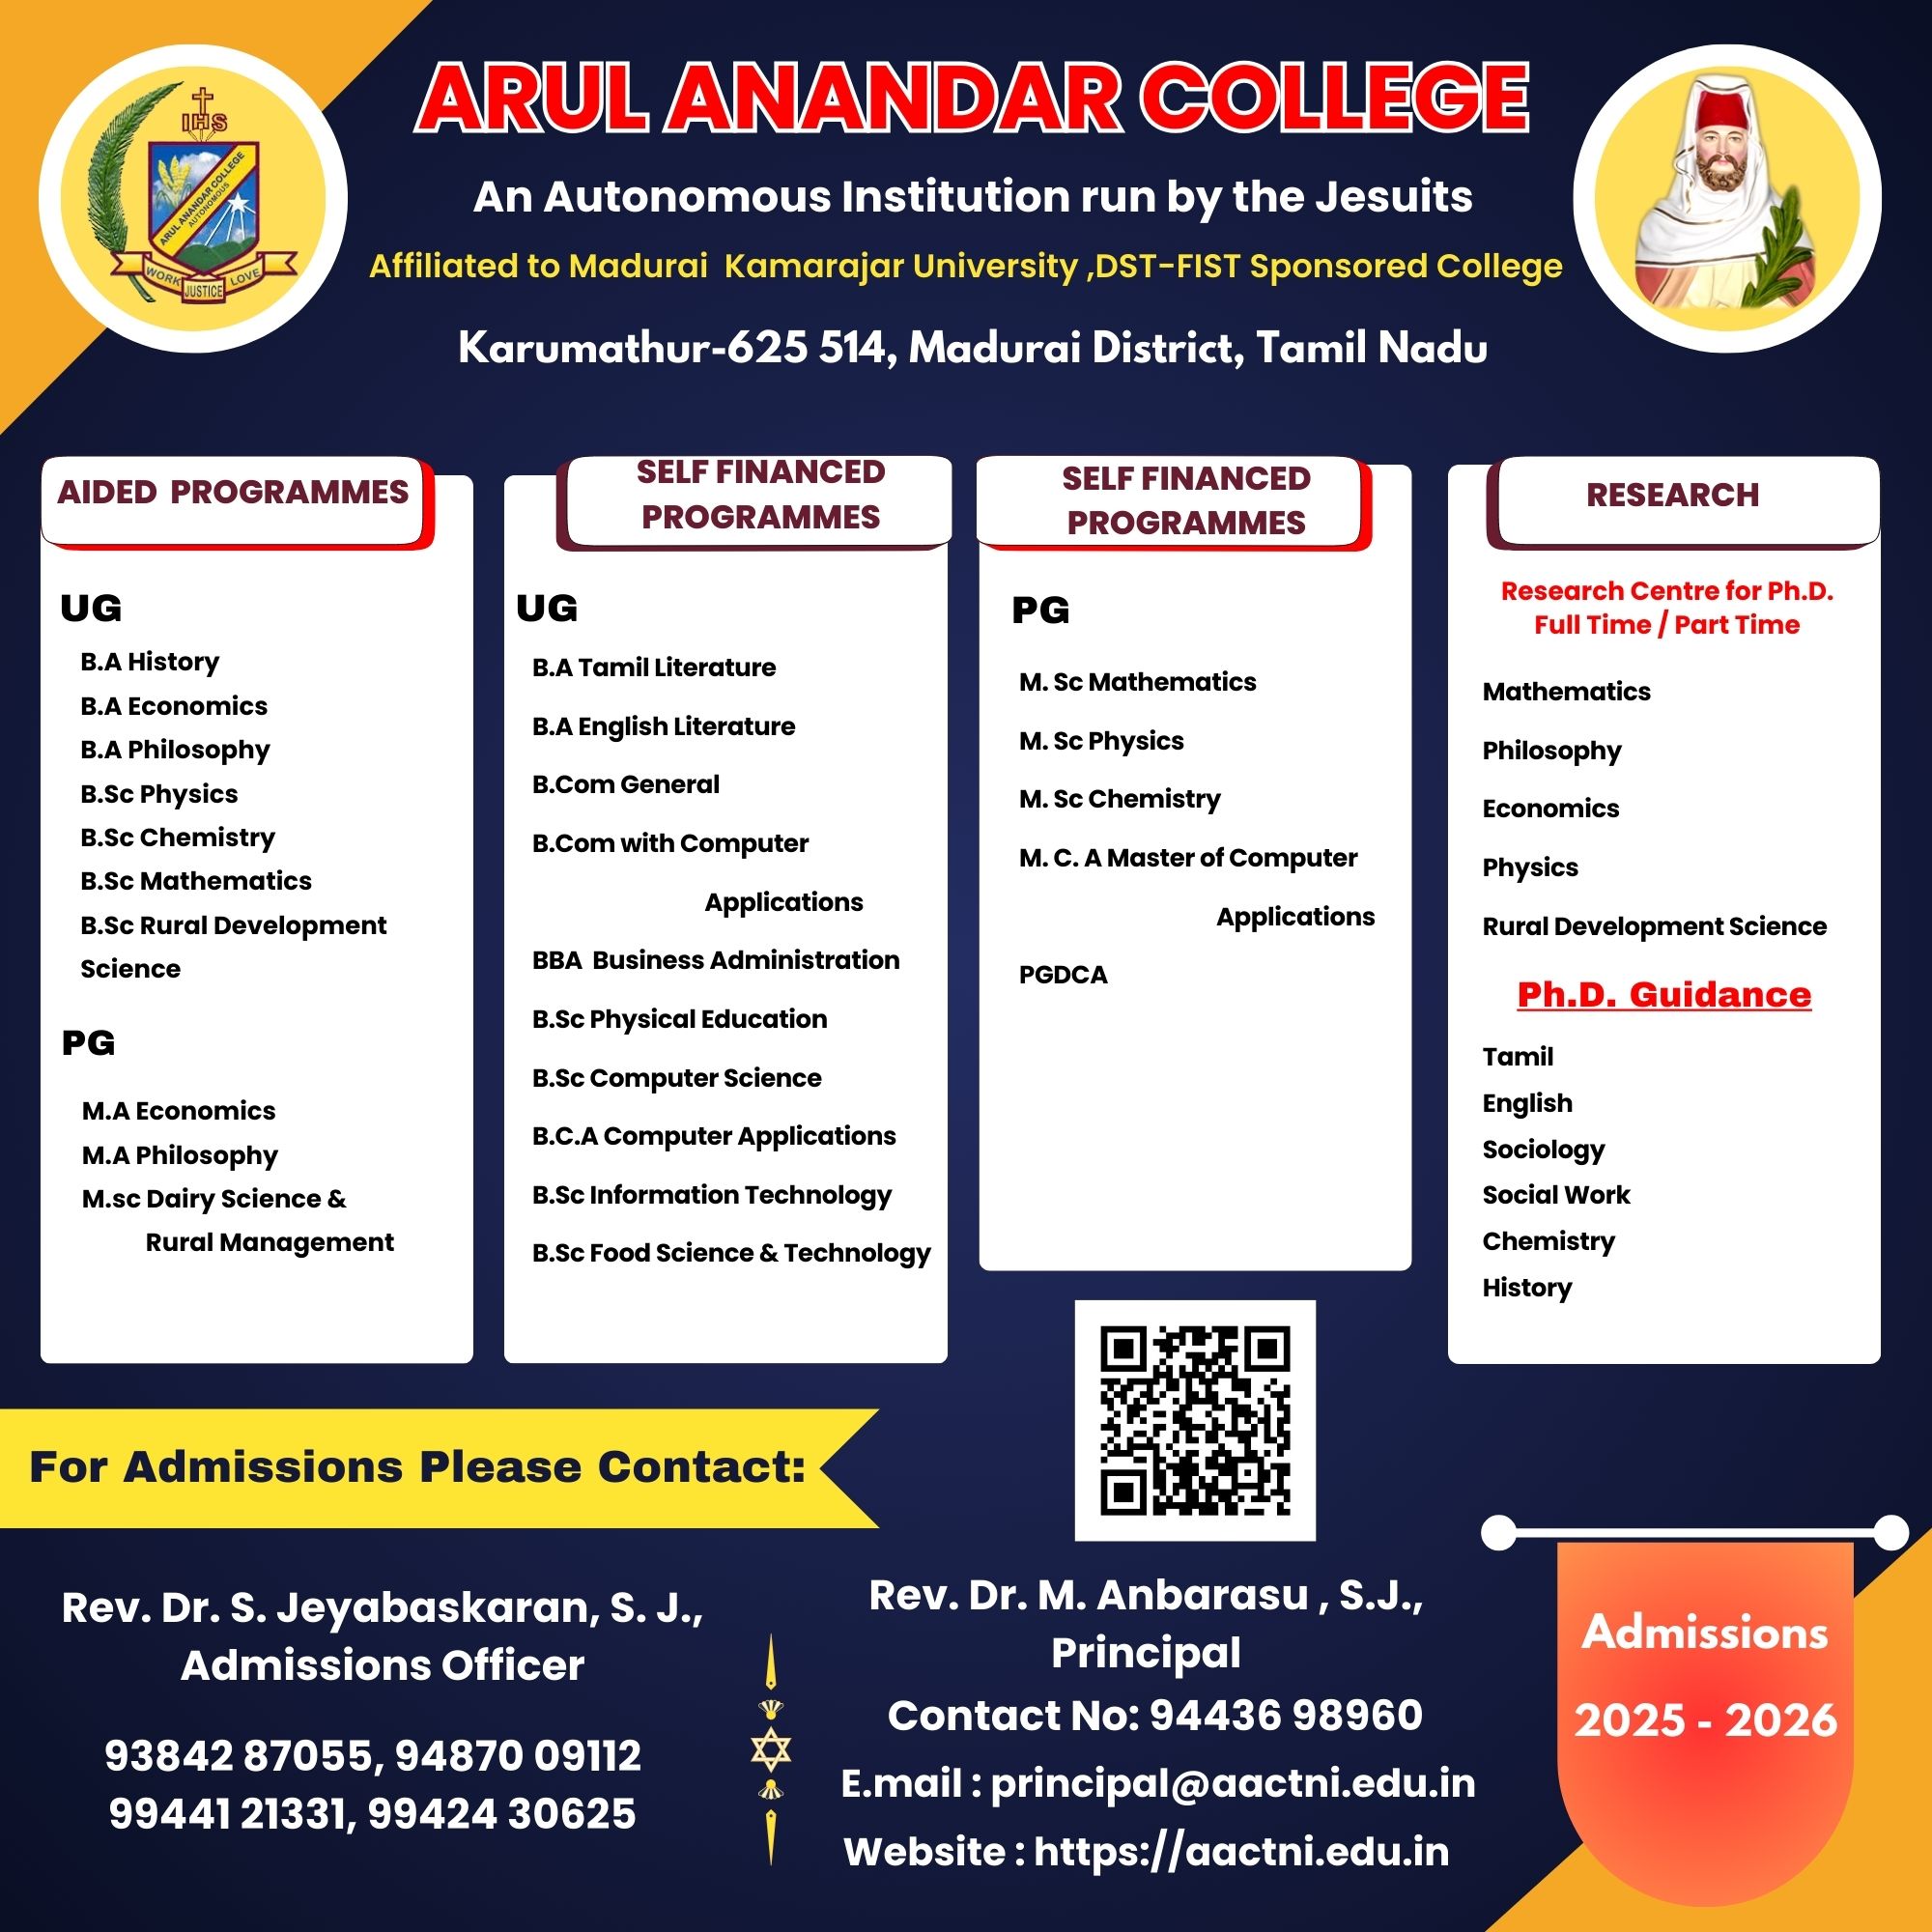 IHS
ARUL ANANDAR COLLEGE
AUTONOMOUS
WORK
JUSTICE
LOVE
ARUL ANANDAR COLLEGE
An Autonomous Institution run by the Jesuits
Affiliated to Madurai  Kamarajar University ,DST-FIST Sponsored College
Karumathur-625 514, Madurai District, Tamil Nadu
AIDED  PROGRAMMES
UG
B.A History
B.A Economics
B.A Philosophy
B.Sc Physics
B.Sc Chemistry
B.Sc Mathematics
B.Sc Rural Development
Science
PG
M.A Economics
M.A Philosophy
M.sc Dairy Science &
Rural Management
SELF FINANCED
PROGRAMMES
UG
B.A Tamil Literature
B.A English Literature
B.Com General
B.Com with Computer
Applications
BBA  Business Administration
B.Sc Physical Education
B.Sc Computer Science
B.C.A Computer Applications
B.Sc Information Technology
B.Sc Food Science & Technology
SELF FINANCED
PROGRAMMES
PG
M. Sc Mathematics
M. Sc Physics
M. Sc Chemistry
M. C. A Master of Computer
Applications
PGDCA
RESEARCH
Research Centre for Ph.D.
Full Time / Part Time
Mathematics
Philosophy
Economics
Physics
Rural Development Science
Ph.D. Guidance
Tamil
English
Sociology
Social Work
Chemistry
History
For Admissions Please Contact:
Rev. Dr. S. Jeyabaskaran, S. J.,
Admissions Officer
93842 87055, 94870 09112
99441 21331, 99424 30625
Rev. Dr. M. Anbarasu , S.J.,
Principal
Contact No: 94436 98960
E.mail : principal@aactni.edu.in
Website : https://aactni.edu.in
Admissions
2025 - 2026